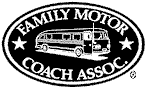 FAMILY MOTOR
COACH ASSOC.
®